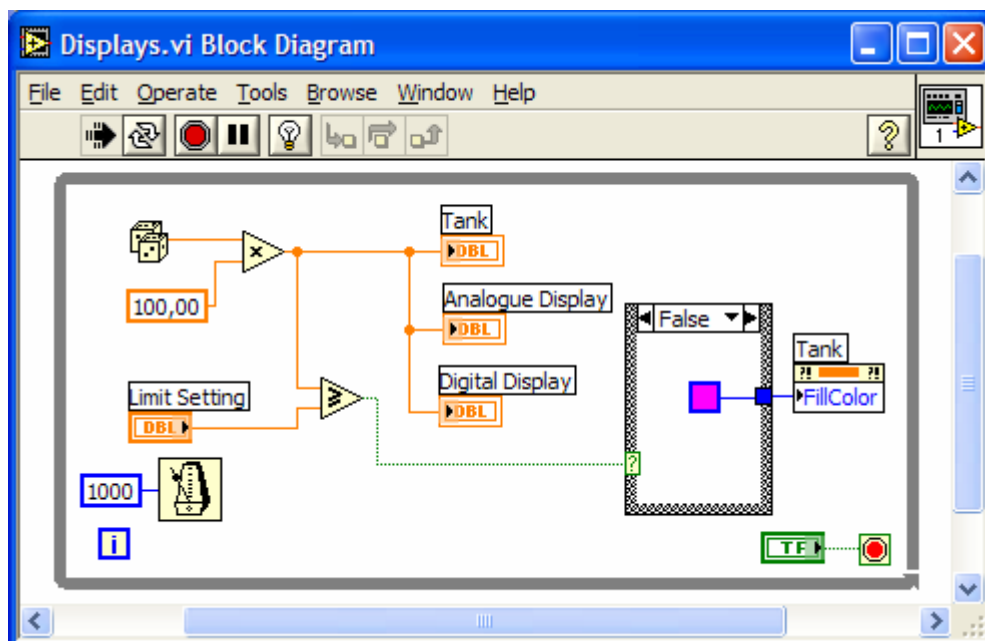 Displays.vi Block Diagram
File Edit Operate Tools Browse Window Help
1
Tank
DBL
100,00
Analogue Display
DBL
False
Tank
Limit Setting
DBL
Digital Display
DBL
FillColor
?! ?!
?
1000
i
TF